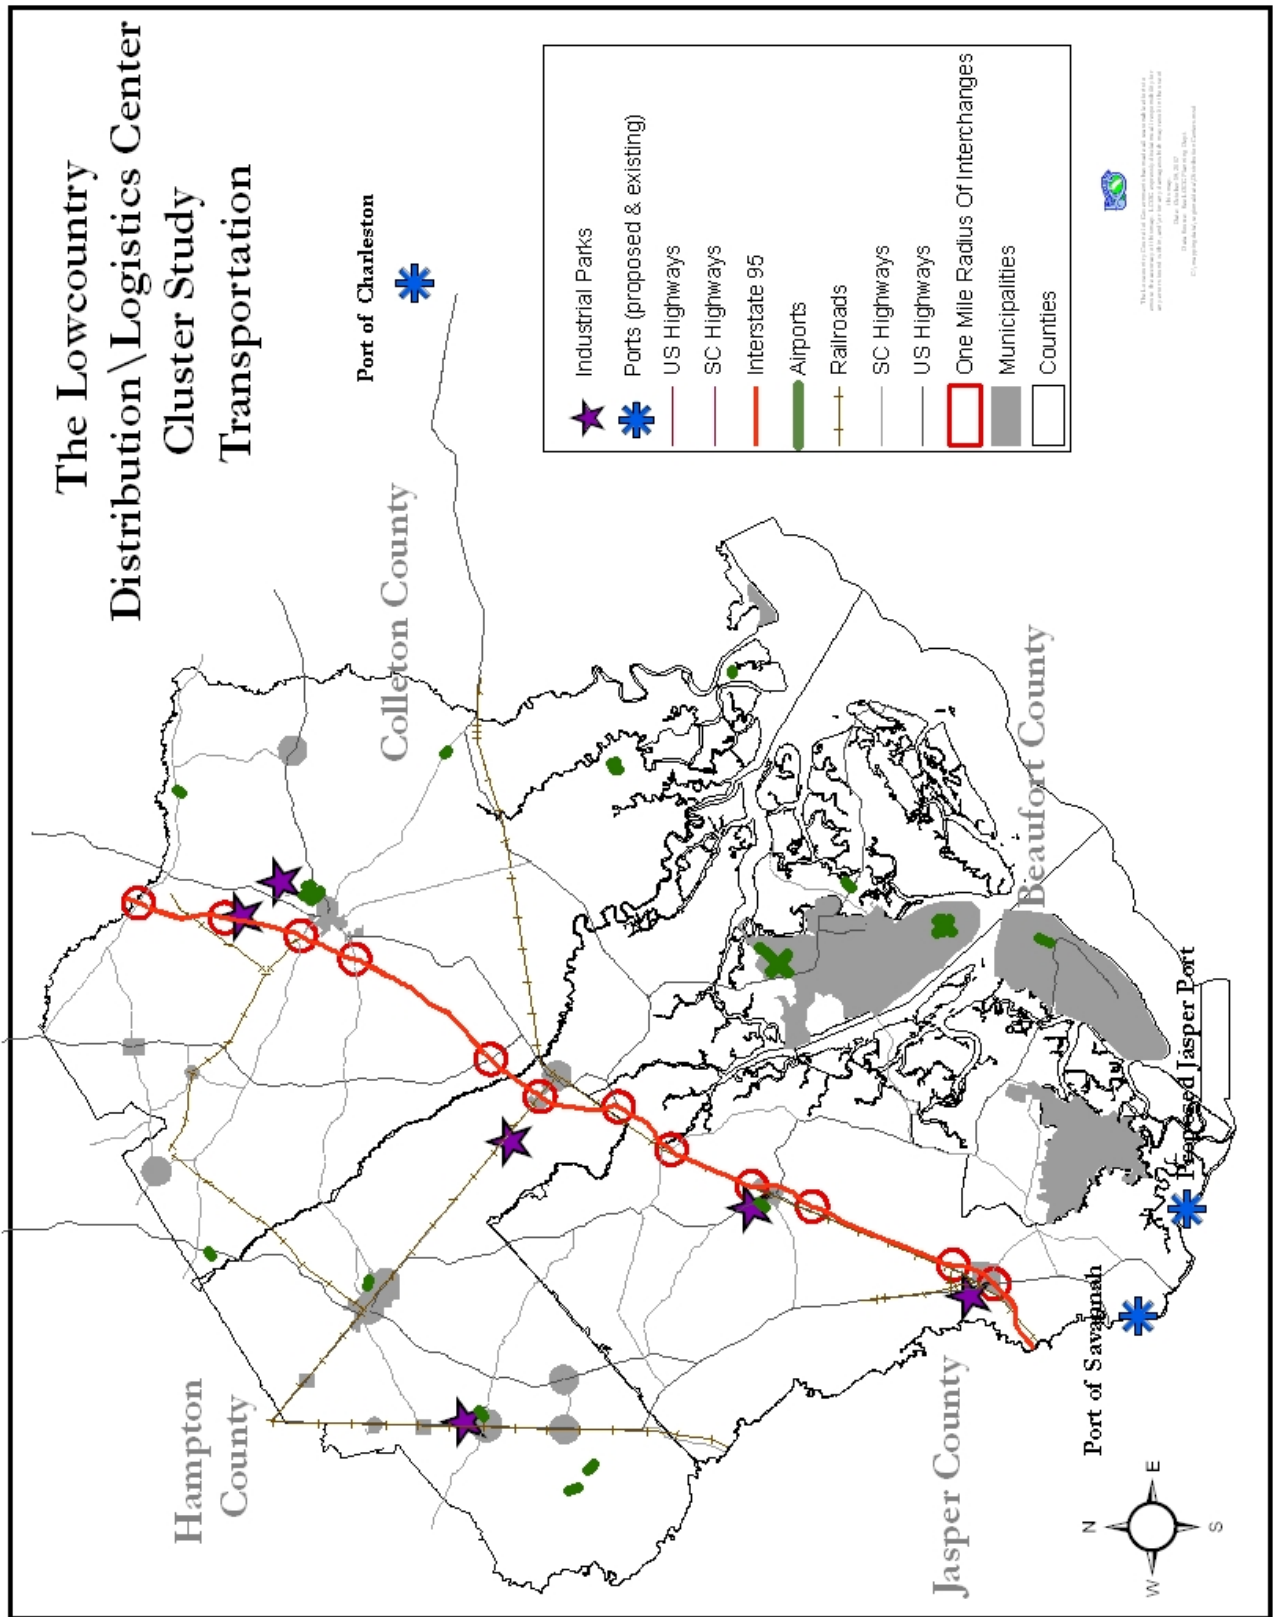 The Lowcountry
Distribution\Logistics Center
Cluster Study
Transportation
Port of Charleston
Colleton County
Hampton
County
Beaufort County
Jasper County
Proposed Jasper Port
Port of Savannah
Industrial Parks
Ports (proposed & existing)
US Highways
SC Highways
Interstate 95
Airports
Railroads
SC Highways
US Highways
One Mile Radius Of Interchanges
Municipalities
Counties
N
W
E
S